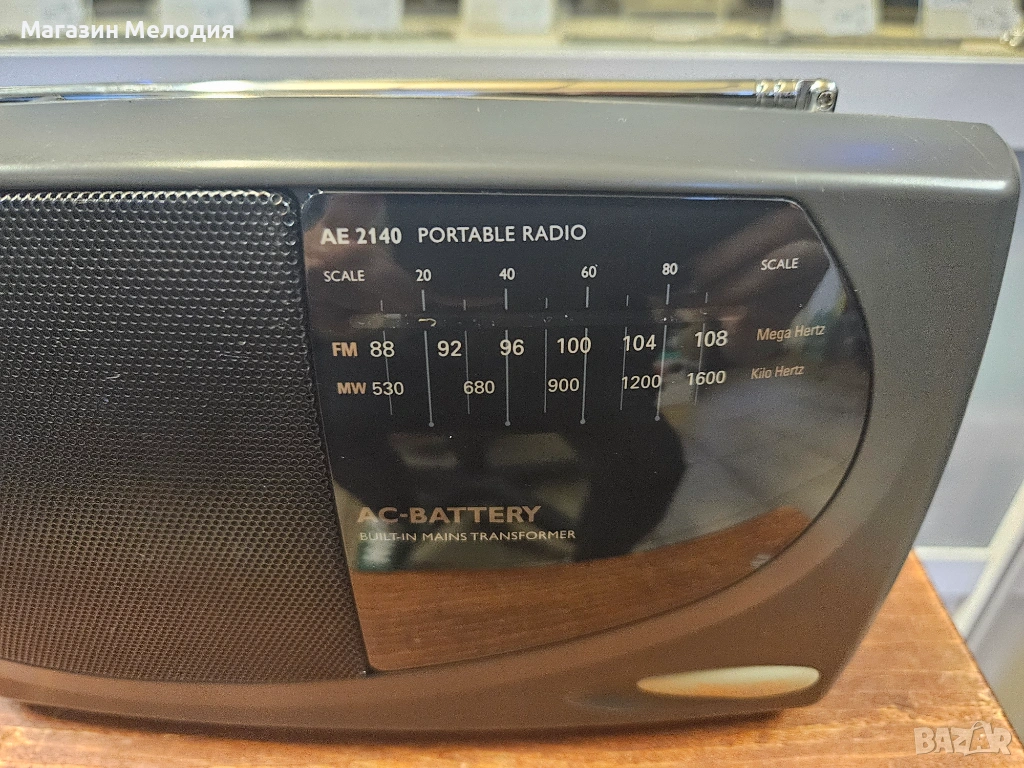 Магазин Мелодия
AE 2140 PORTABLE RADIO
SCALE 20 40 60 80 SCALE
FM 88 92 96 100 104 108 Mega Hertz
MW 530 680 900 1200 1600 Kilo Hertz
AC-BATTERY
BUILT-IN MAINS TRANSFORMER
BAZAR